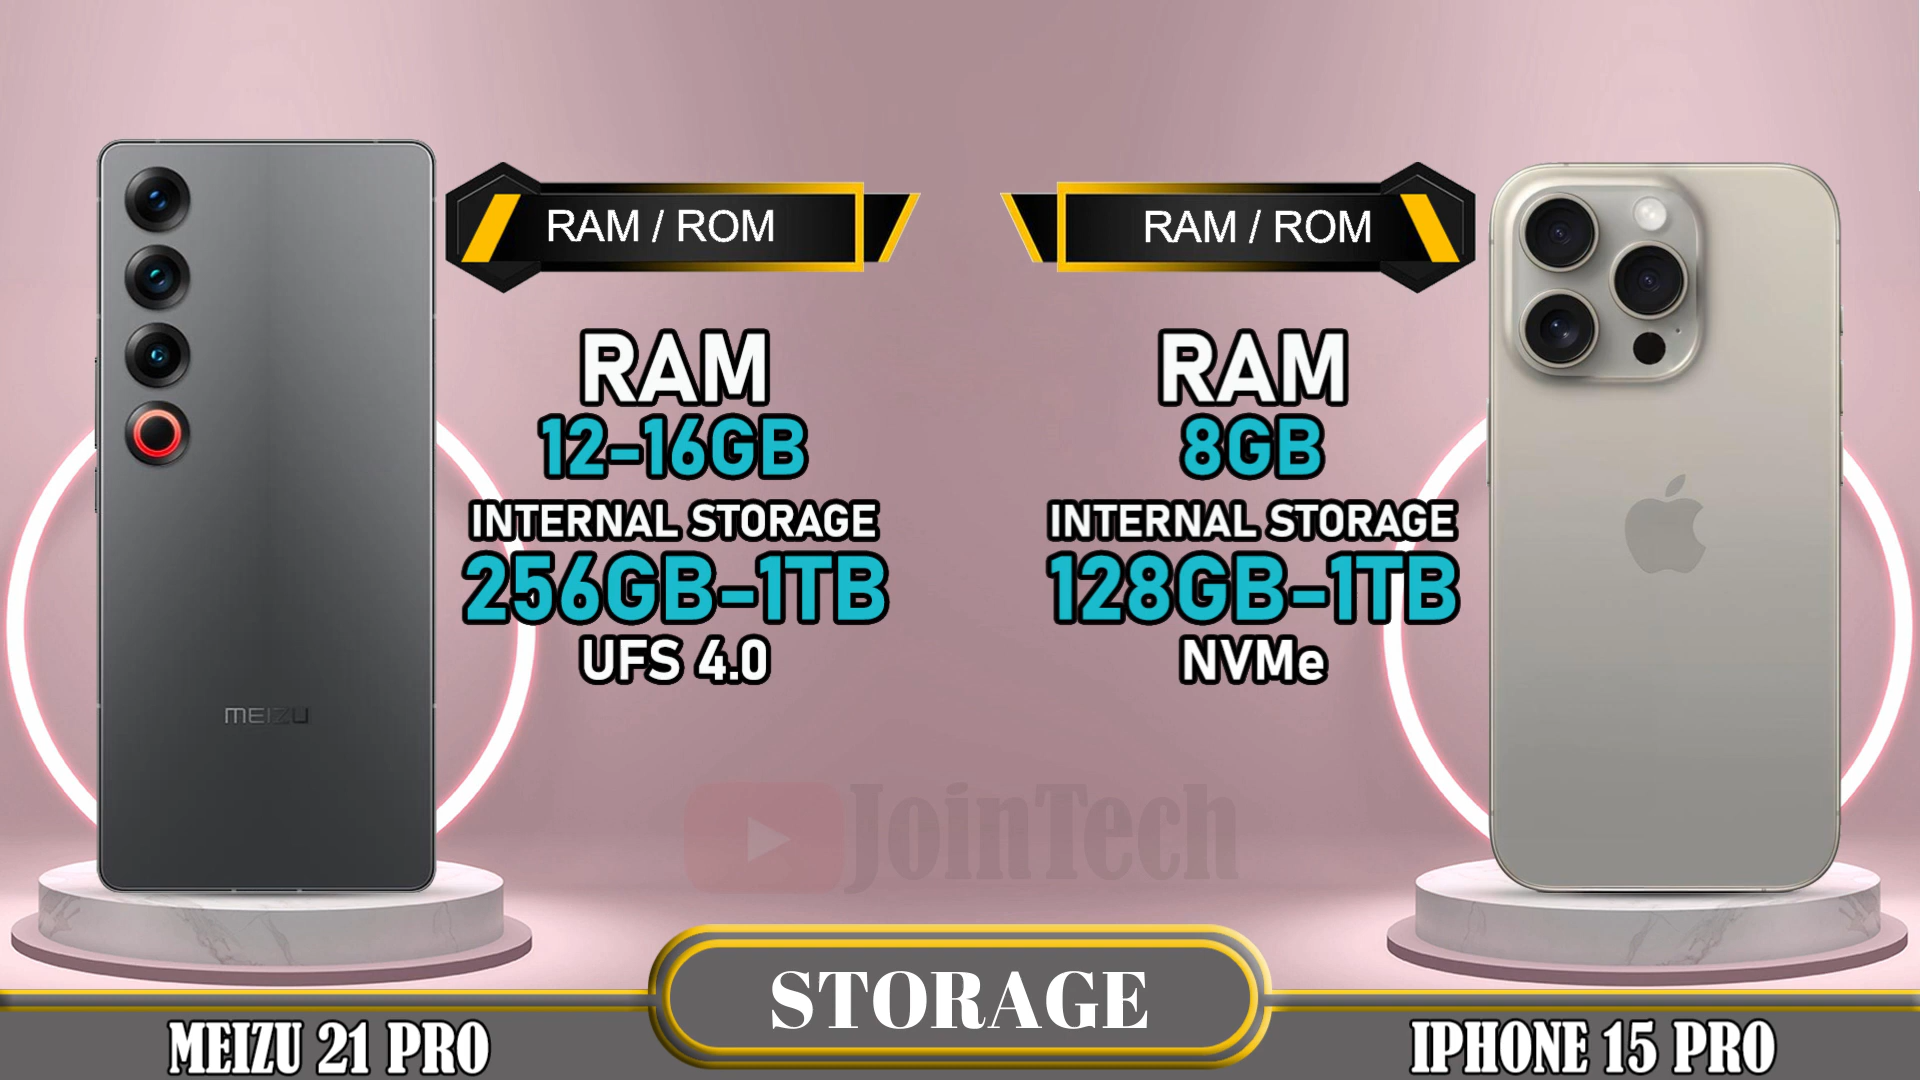 RAM / ROM
RAM
12-16GB
INTERNAL STORAGE
256GB-1TB
UFS 4.0
RAM / ROM
RAM
8GB
INTERNAL STORAGE
128GB-1TB
NVMe
MEIZU
JoinTech
STORAGE
MEIZU 21 PRO
IPHONE 15 PRO